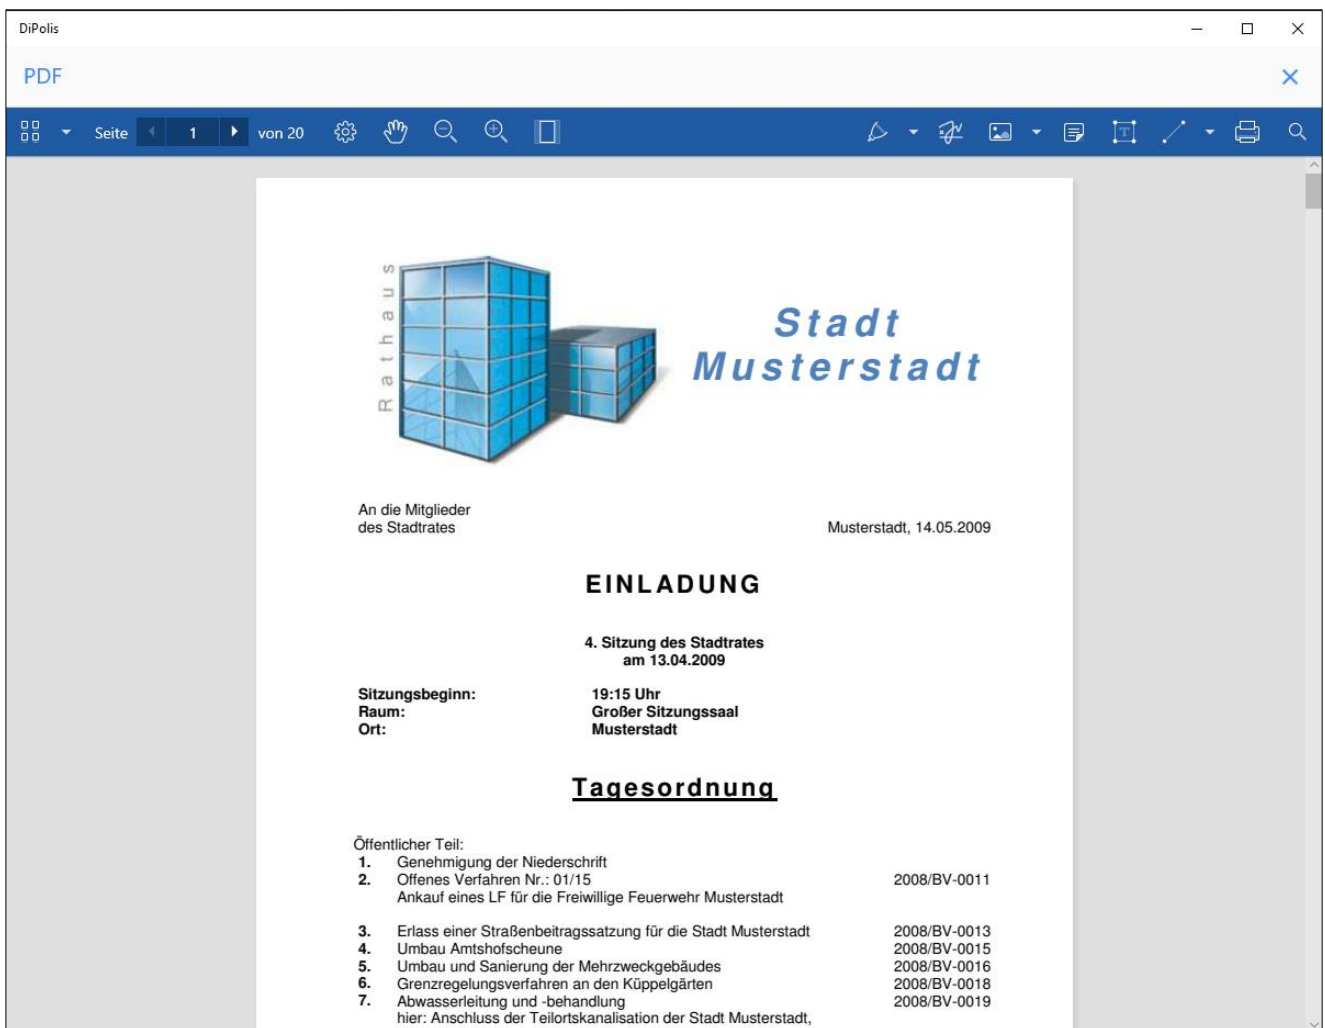 DiPolis
PDF
Seite 1 von 20
Rathaus
Stadt
Musterstadt
An die Mitglieder
des Stadtrates
Musterstadt, 14.05.2009
EINLADUNG
4. Sitzung des Stadtrates
am 13.04.2009
Sitzungsbeginn: 19:15 Uhr
Raum: Großer Sitzungssaal
Ort: Musterstadt
Tagesordnung
Öffentlicher Teil:
1. Genehmigung der Niederschrift
2. Offenes Verfahren Nr.: 01/15 2008/BV-0011
Ankauf eines LF für die Freiwillige Feuerwehr Musterstadt
3. Erlass einer Straßenbeitragssatzung für die Stadt Musterstadt 2008/BV-0013
4. Umbau Amtshofscheune 2008/BV-0015
5. Umbau und Sanierung der Mehrzweckgebäudes 2008/BV-0016
6. Grenzregelungsverfahren an den Küppelgärten 2008/BV-0018
7. Abwasserleitung und -behandlung 2008/BV-0019
hier: Anschluss der Teilortskanalisation der Stadt Musterstadt,